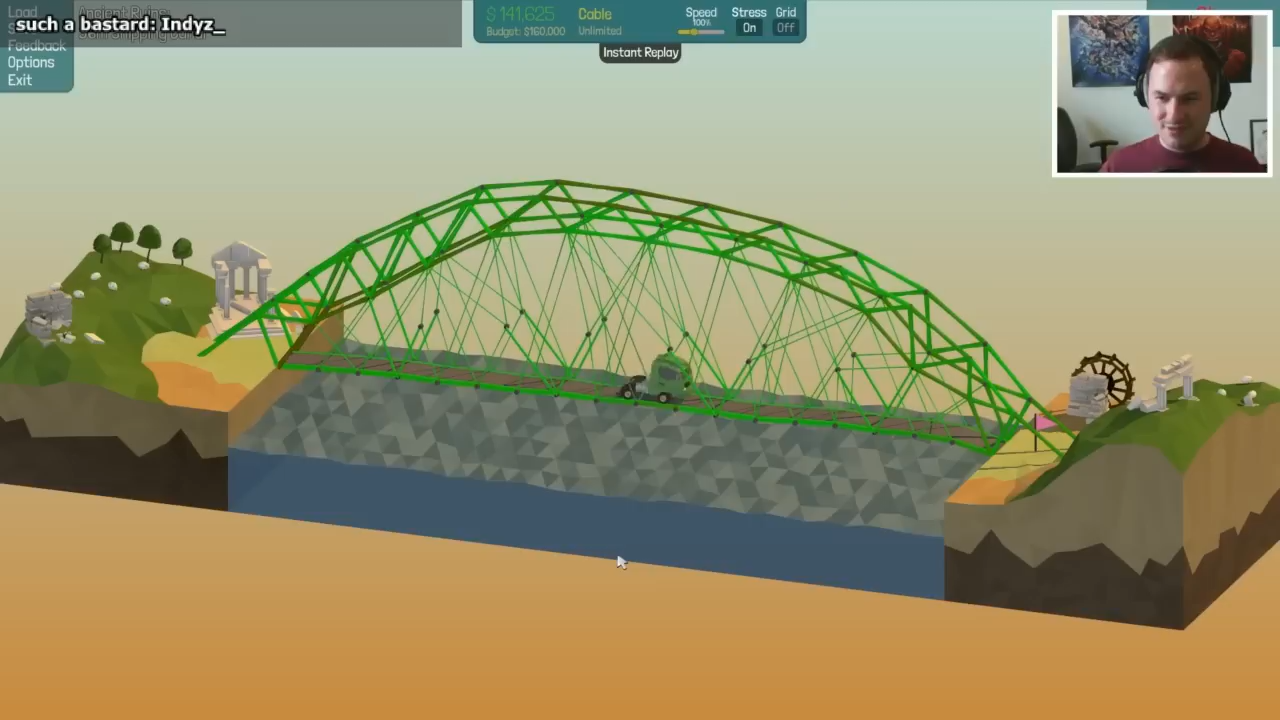 Load
such a bastard: Indyz_
Feedback
Options
Exit
$ 141,625
Budget: $160,000
Cable
Unlimited
Speed
100%
Stress
On
Grid
Off
Instant Replay